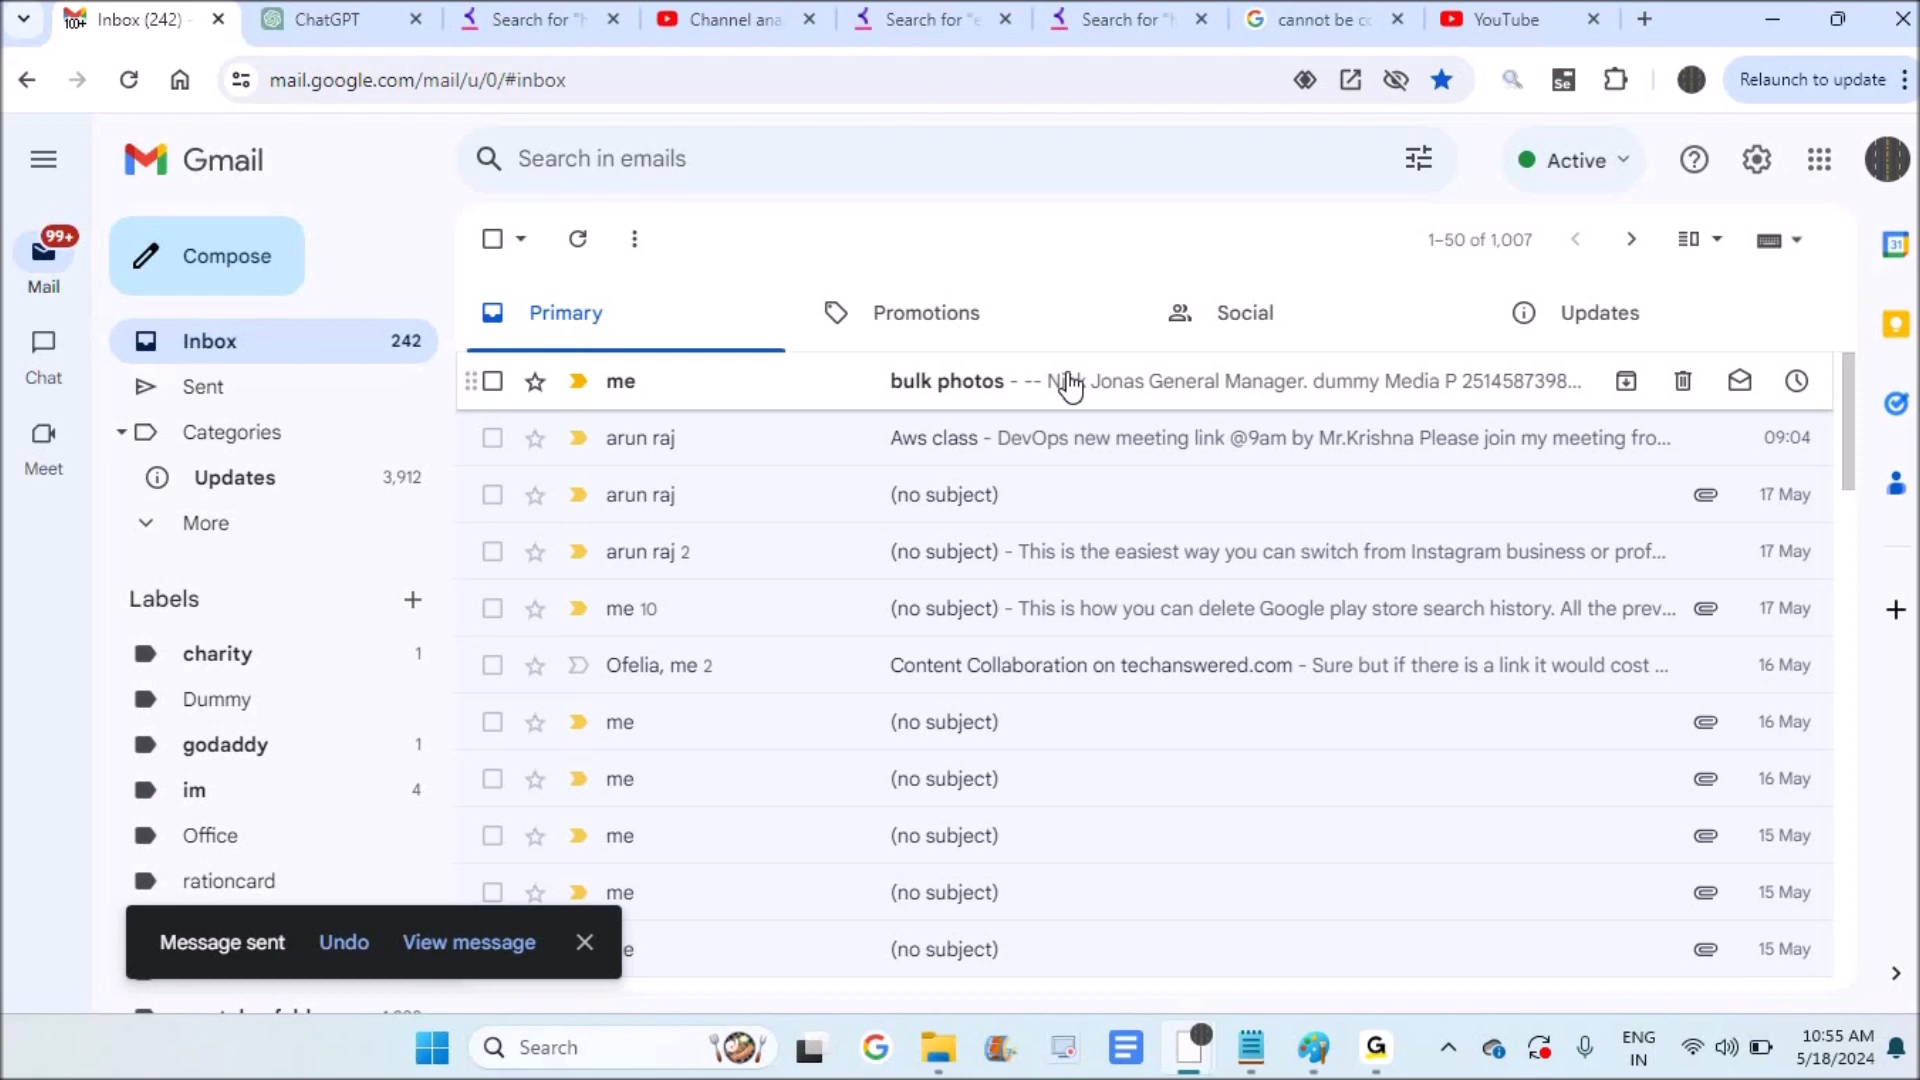 Inbox (242) -
ChatGPT
Search for "h
Channel ana
Search for "e
Search for "h
cannot be co
YouTube
mail.google.com/mail/u/0/#inbox
Relaunch to update
Gmail
Search in emails
Active
99+
Mail
Chat
Meet
Compose
1–50 of 1,007
Inbox 242
Sent
Categories
Updates 3,912
More
Labels
charity 1
Dummy
godaddy 1
im 4
Office
rationcard
Primary
Promotions
Social
Updates
me bulk photos - -- Nick Jonas General Manager. dummy Media P 2514587398...
arun raj Aws class - DevOps new meeting link @9am by Mr.Krishna Please join my meeting fro... 09:04
arun raj (no subject) 17 May
arun raj 2 (no subject) - This is the easiest way you can switch from Instagram business or prof... 17 May
me 10 (no subject) - This is how you can delete Google play store search history. All the prev... 17 May
Ofelia, me 2 Content Collaboration on techanswered.com - Sure but if there is a link it would cost ... 16 May
me (no subject) 16 May
me (no subject) 16 May
me (no subject) 15 May
me (no subject) 15 May
(no subject) 15 May
Message sent Undo View message
Search
ENG
IN
10:55 AM
5/18/2024